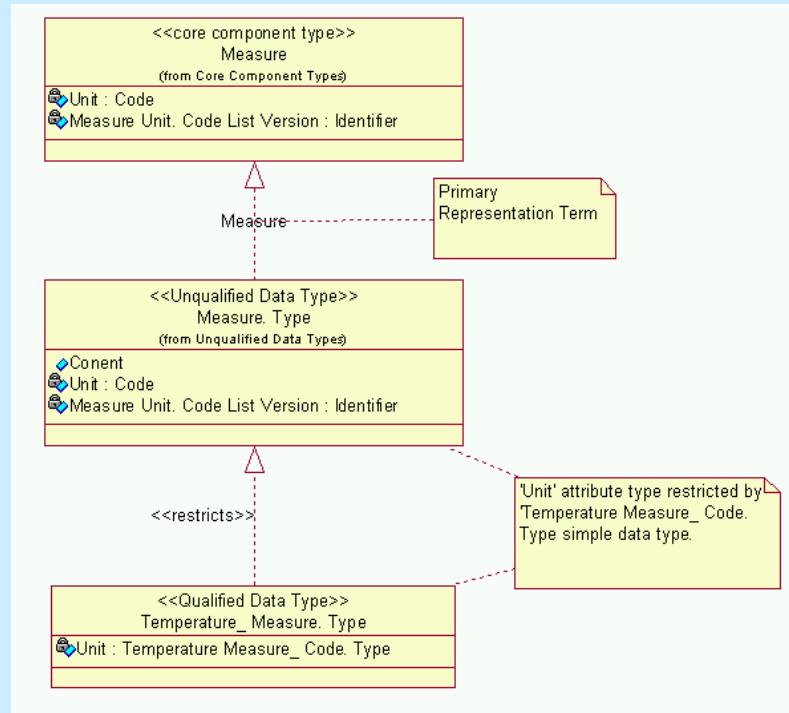 <<core component type>>
Measure
(from Core Component Types)
Unit : Code
Measure Unit. Code List Version : Identifier
Primary
Representation Term
Measure
<<Unqualified Data Type>>
Measure. Type
(from Unqualified Data Types)
Conent
Unit : Code
Measure Unit. Code List Version : Identifier
'Unit' attribute type restricted by
'Temperature Measure_ Code.
Type simple data type.
<<restricts>>
<<Qualified Data Type>>
Temperature_ Measure. Type
Unit : Temperature Measure_ Code. Type